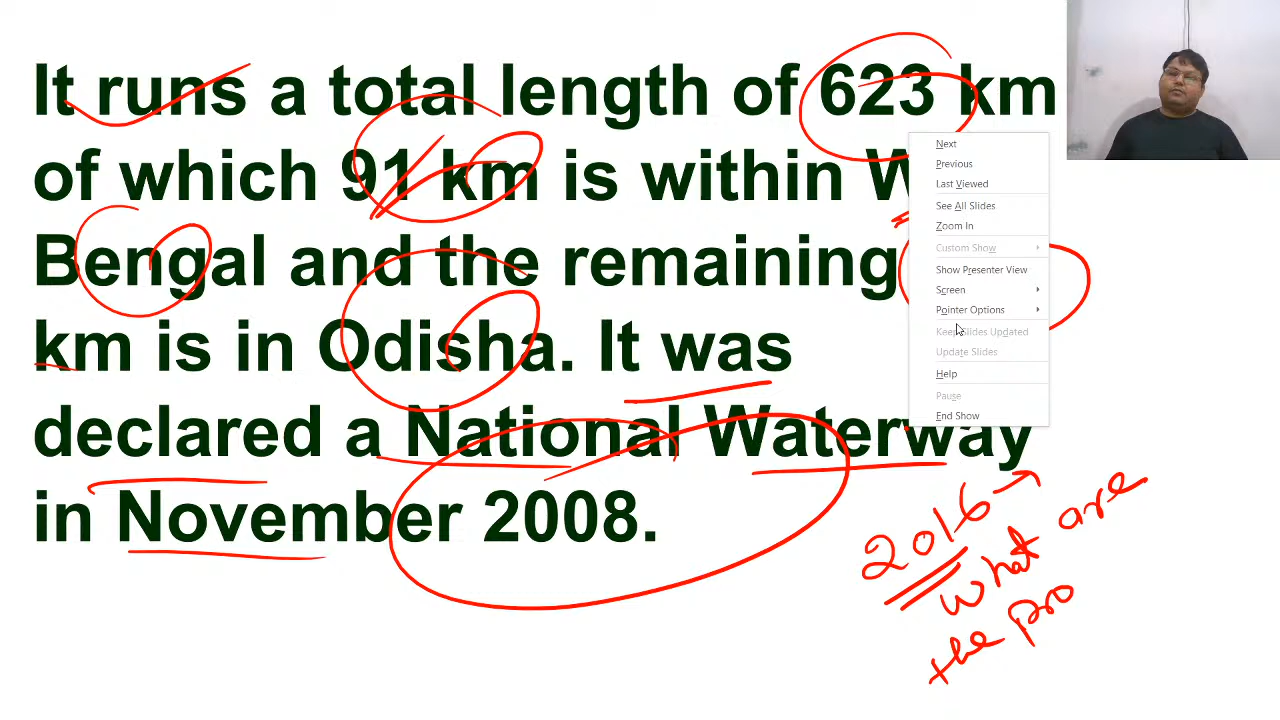 It runs a total length of 623 km
of which 91 km is within W
Bengal and the remaining
km is in Odisha. It was
declared a National Waterway
in November 2008.
Next
Previous
Last Viewed
See All Slides
Zoom In
Custom Show
Show Presenter View
Screen
Pointer Options
Keep Slides Updated
Update Slides
Help
Pause
End Show
2016 →
What are
the pro